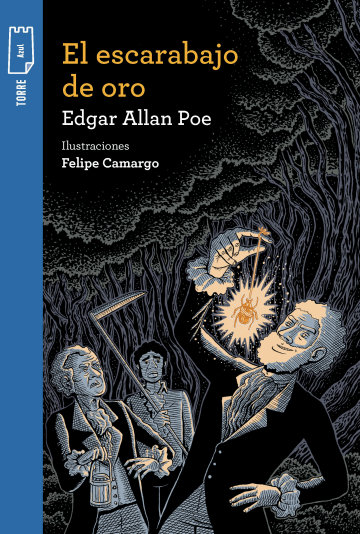 Azul
TORRE
El escarabajo
de oro
Edgar Allan Poe
Ilustraciones
Felipe Camargo